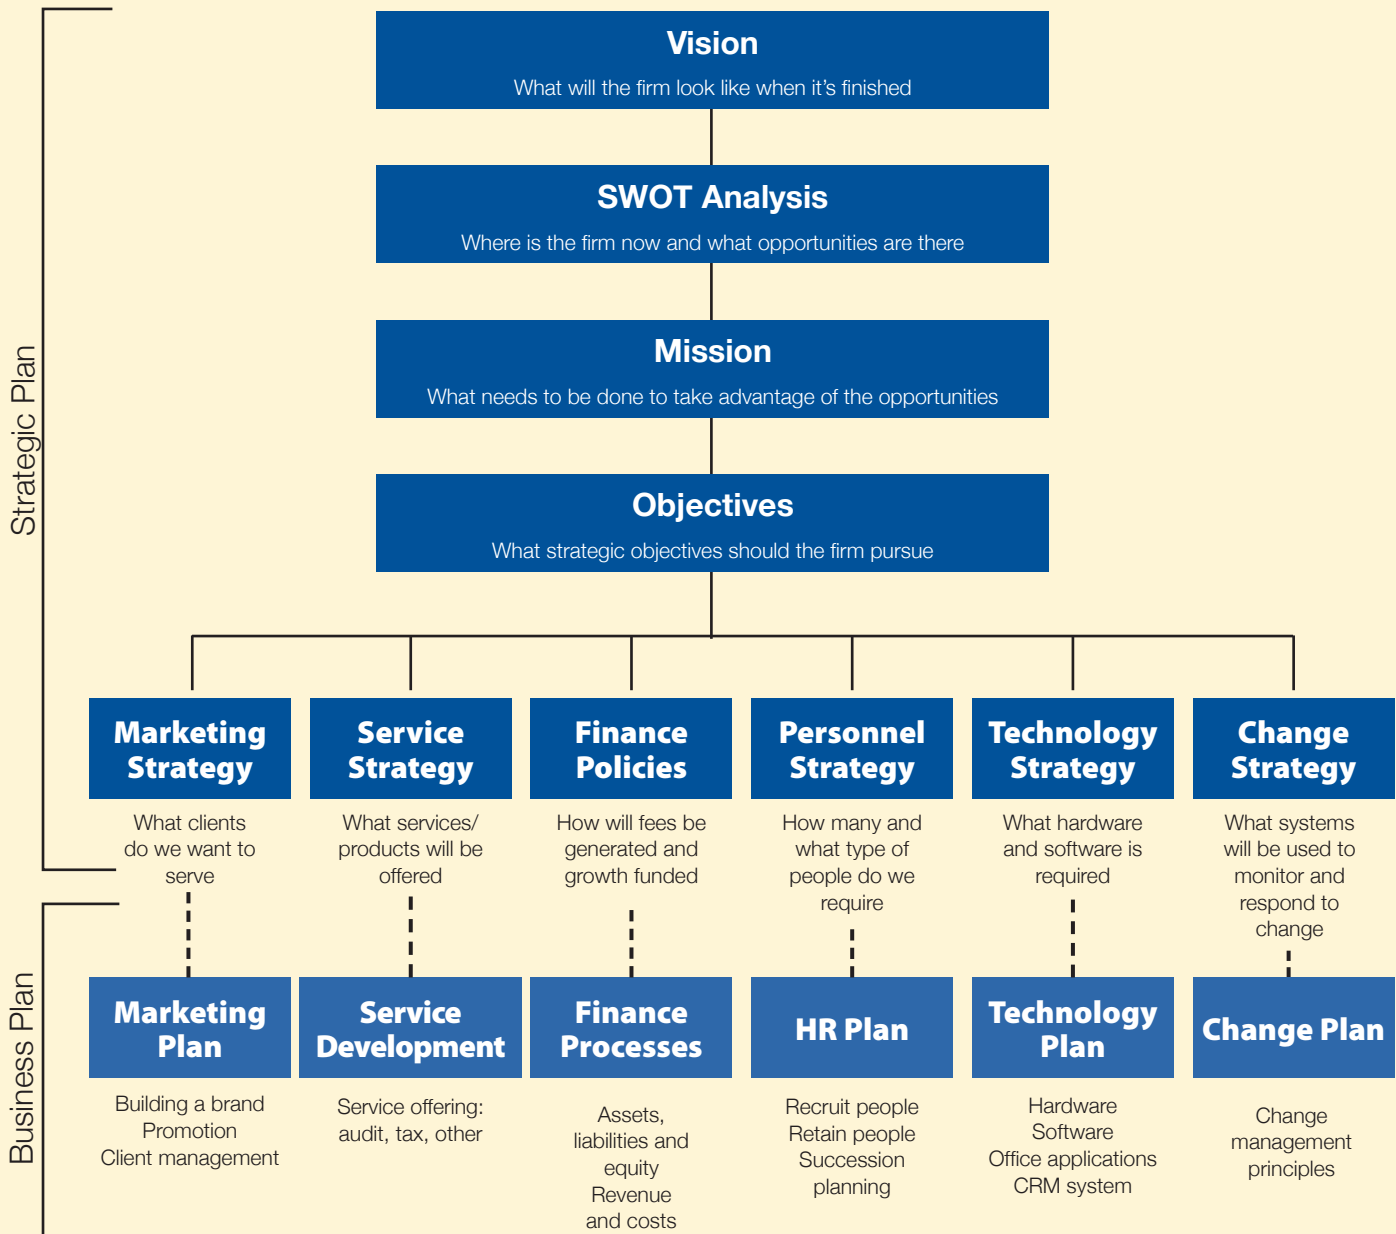 Strategic Plan
Vision
What will the firm look like when it’s finished
SWOT Analysis
Where is the firm now and what opportunities are there
Mission
What needs to be done to take advantage of the opportunities
Objectives
What strategic objectives should the firm pursue
Marketing
Strategy
What clients
do we want to
serve
Service
Strategy
What services/
products will be
offered
Finance
Policies
How will fees be
generated and
growth funded
Personnel
Strategy
How many and
what type of
people do we
require
Technology
Strategy
What hardware
and software is
required
Change
Strategy
What systems
will be used to
monitor and
respond to
change
Business Plan
Marketing
Plan
Building a brand
Promotion
Client management
Service
Development
Service offering:
audit, tax, other
Finance
Processes
Assets,
liabilities and
equity
Revenue
and costs
HR Plan
Recruit people
Retain people
Succession
planning
Technology
Plan
Hardware
Software
Office applications
CRM system
Change Plan
Change
management
principles